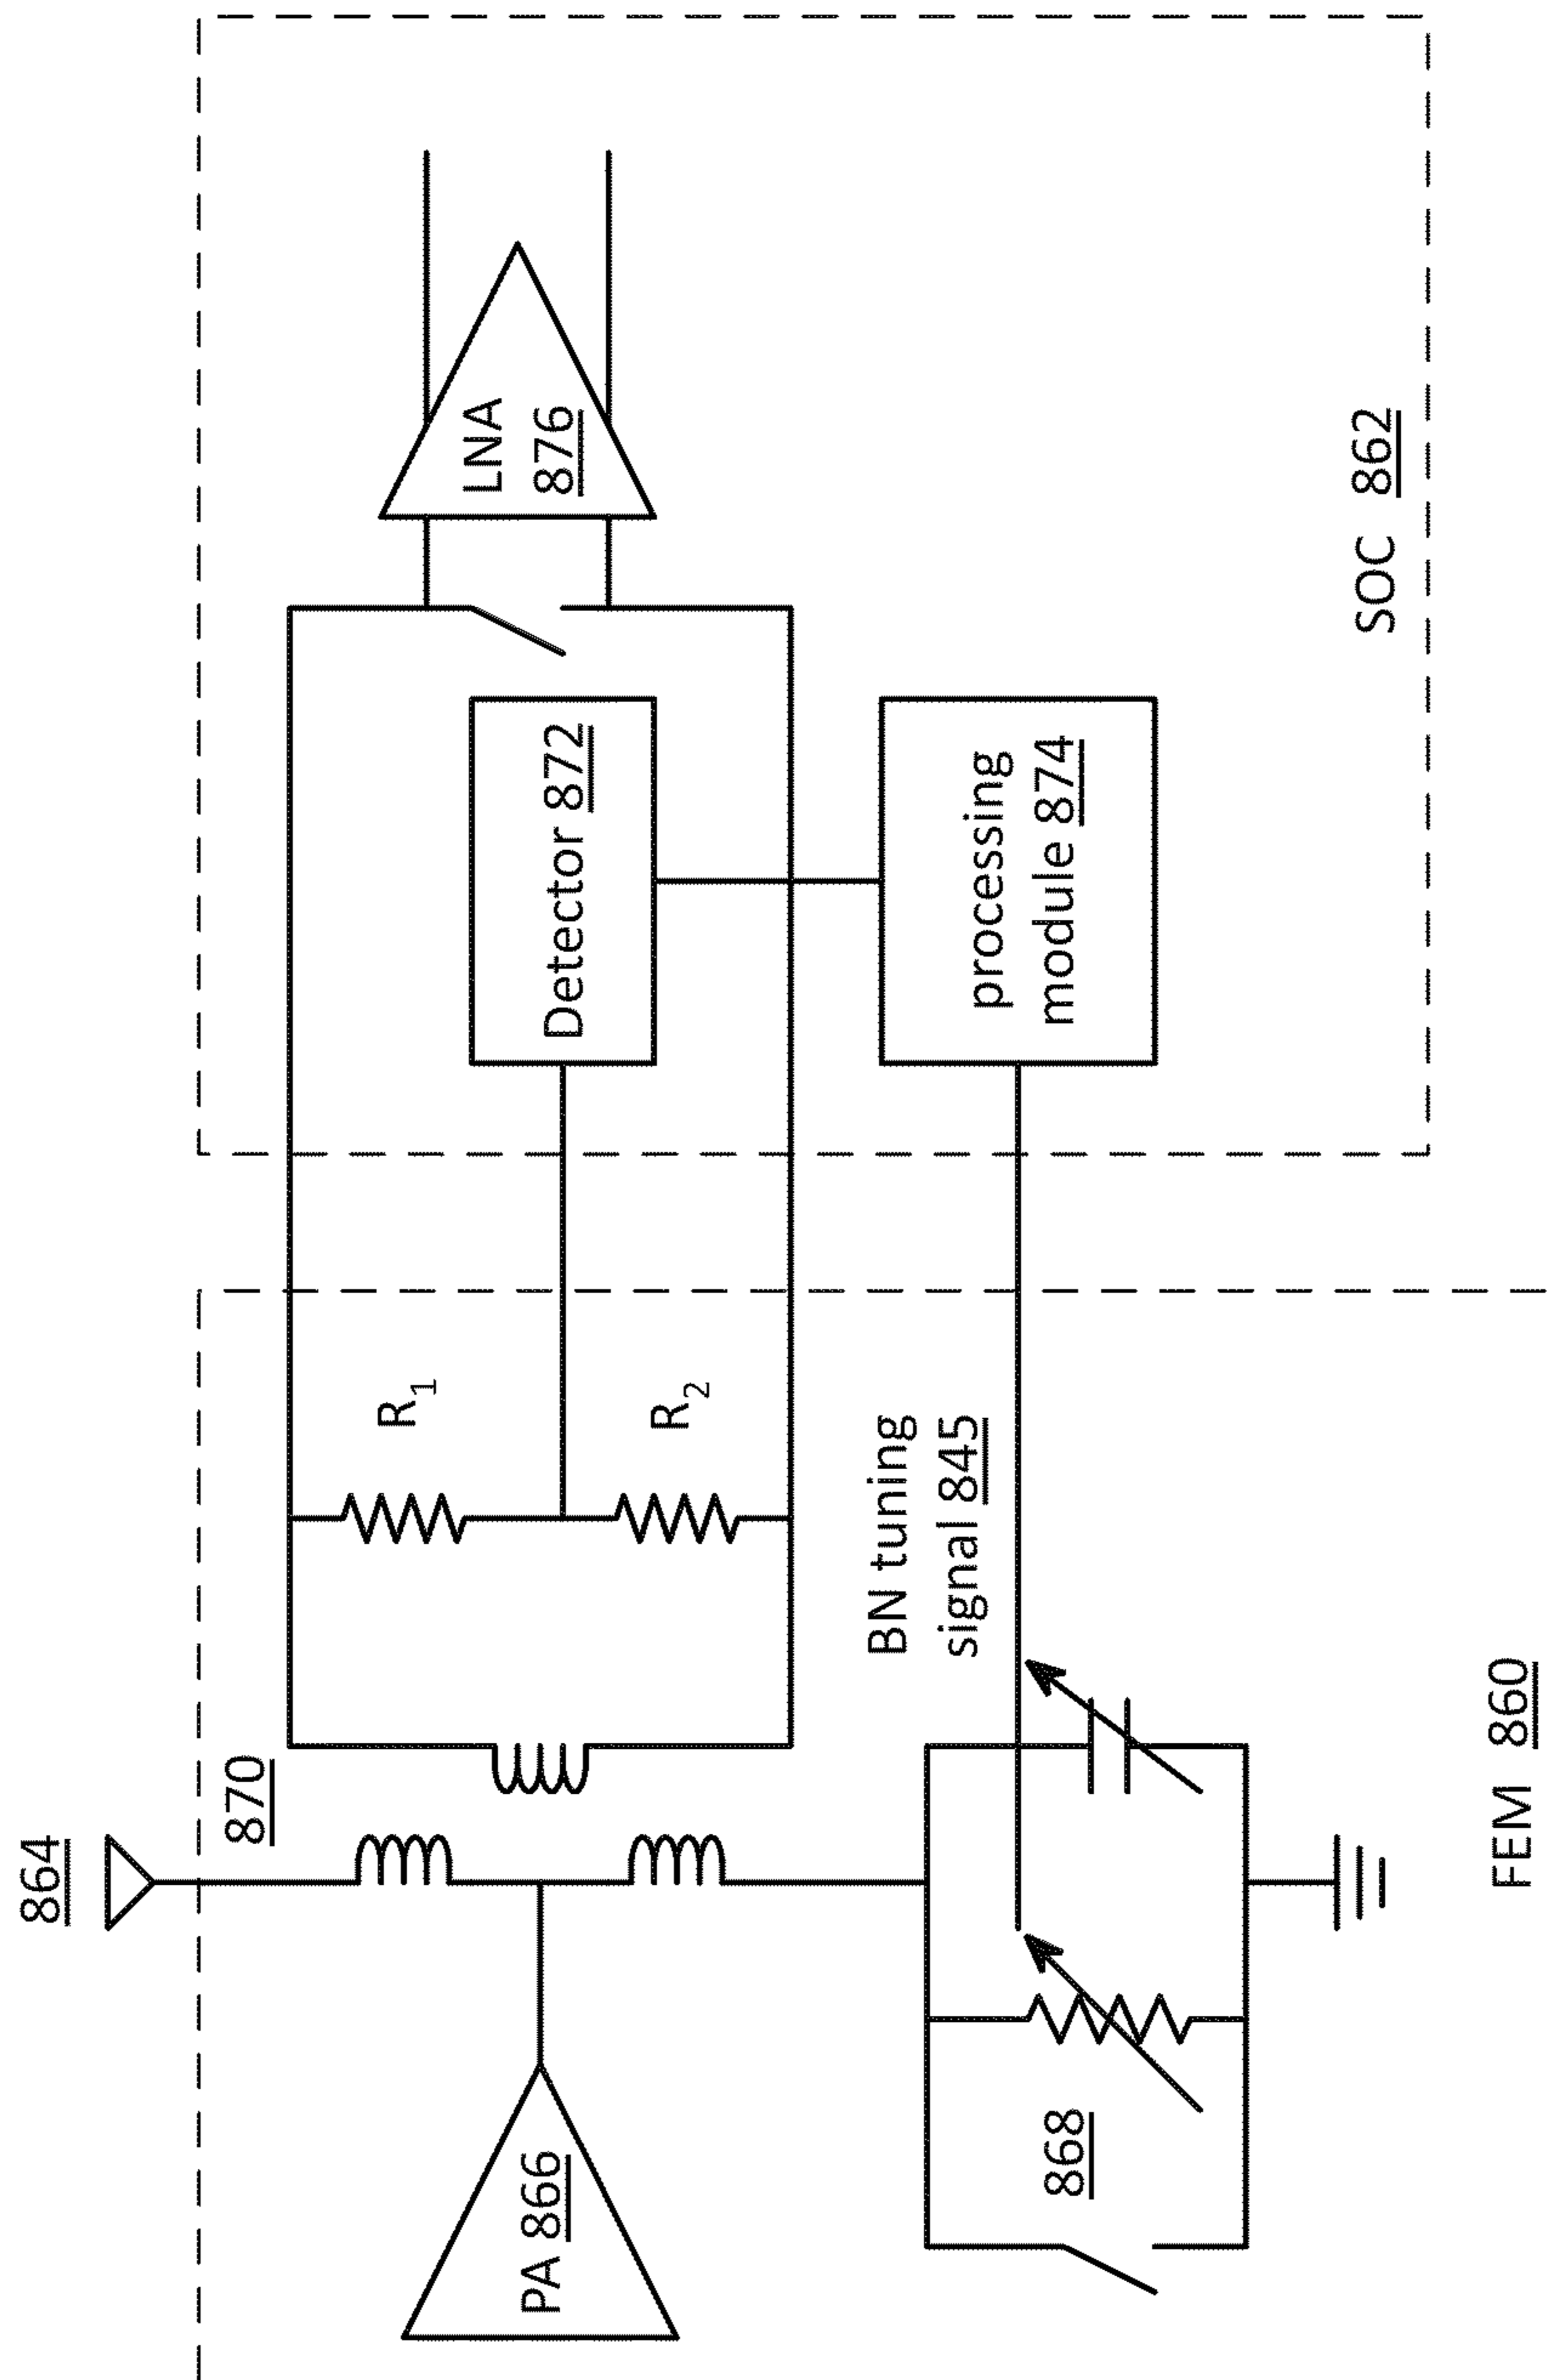 864
870
PA 866
868
R1
R2
BN tuning
signal 845
FEM 860
Detector 872
processing
module 874
LNA
876
SOC 862